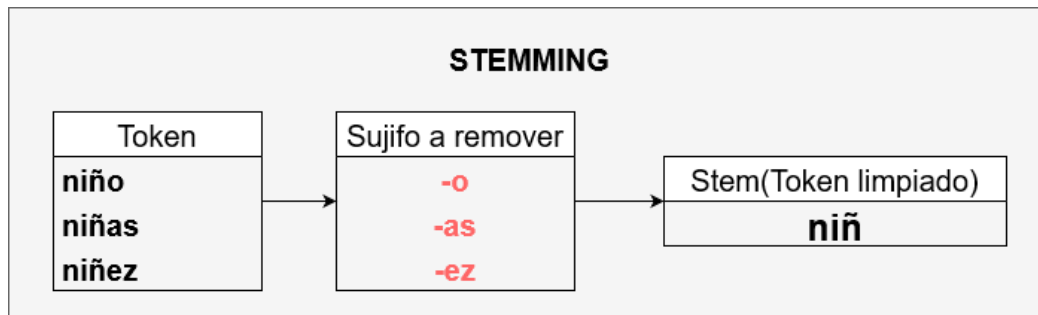 STEMMING
Token
niño
niñas
niñez
Sujifo a remover
-o
-as
-ez
Stem(Token limpiado)
niñ